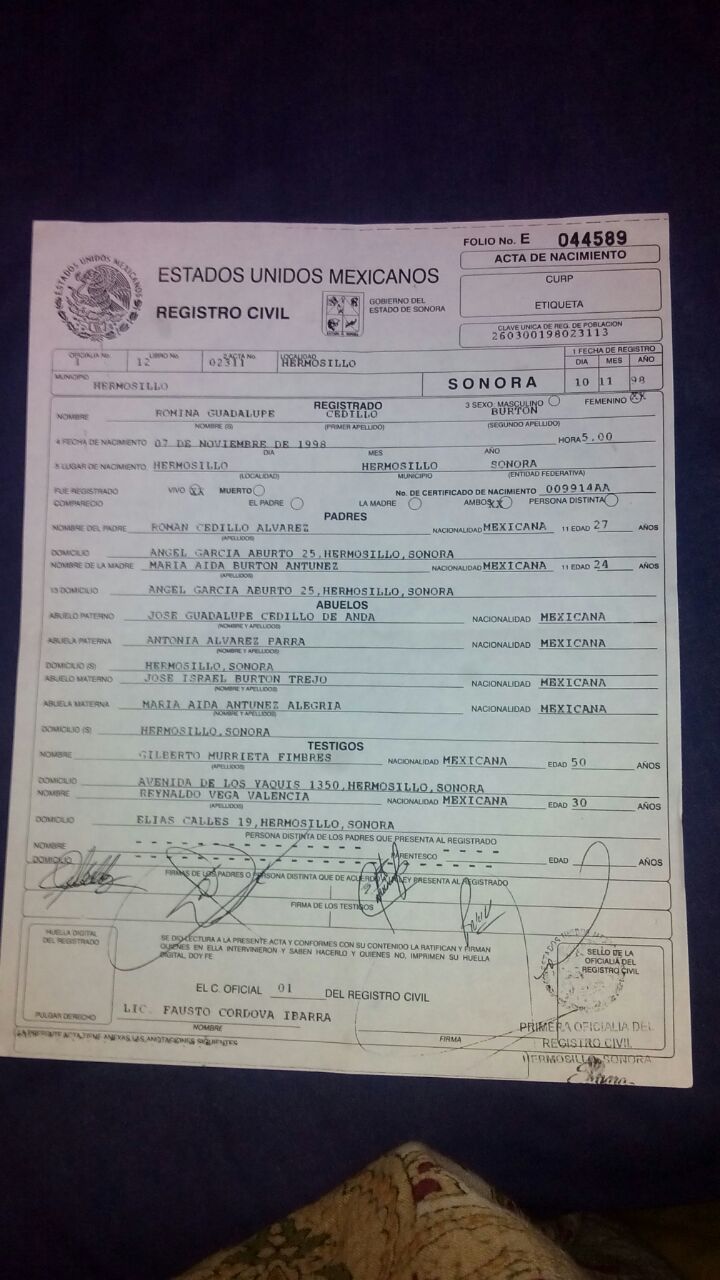 FOLIO No. E 044589
ACTA DE NACIMIENTO
ESTADOS UNIDOS MEXICANOS
ESTADOS UNIDOS MEXICANOS
CURP
REGISTRO CIVIL
GOBIERNO DEL
ESTADO DE SONORA
ETIQUETA
CLAVE UNICA DE REG. DE POBLACION
260300198023113
OFICIALIA No. 1 LIBRO No. 12 ACTA No. 02311 LOCALIDAD HERMOSILLO
1 FECHA DE REGISTRO
DIA MES AÑO
MUNICIPIO HERMOSILLO SONORA 10 11 98
REGISTRADO 3 SEXO: MASCULINO FEMENINO XX
NOMBRE ROMINA GUADALUPE CEDILLO BURTON
NOMBRE (S) (PRIMER APELLIDO) (SEGUNDO APELLIDO)
4 FECHA DE NACIMIENTO 07 DE NOVIEMBRE DE 1998 HORA 5.00
DIA MES AÑO
5 LUGAR DE NACIMIENTO HERMOSILLO HERMOSILLO SONORA
(LOCALIDAD) MUNICIPIO (ENTIDAD FEDERATIVA)
FUE REGISTRADO VIVO XX MUERTO No. DE CERTIFICADO DE NACIMIENTO 009914AA
COMPARECIO EL PADRE LA MADRE AMBOS XX PERSONA DISTINTA
PADRES
NOMBRE DEL PADRE ROMAN CEDILLO ALVAREZ NACIONALIDAD MEXICANA 11 EDAD 27 AÑOS
(APELLIDOS)
DOMICILIO ANGEL GARCIA ABURTO 25,HERMOSILLO,SONORA
NOMBRE DE LA MADRE MARIA AIDA BURTON ANTUNEZ NACIONALIDAD MEXICANA 11 EDAD 24 AÑOS
(APELLIDOS)
13 DOMICILIO ANGEL GARCIA ABURTO 25,HERMOSILLO,SONORA
ABUELOS
ABUELO PATERNO JOSE GUADALUPE CEDILLO DE ANDA NACIONALIDAD MEXICANA
(NOMBRE Y APELLIDOS)
ABUELA PATERNA ANTONIA ALVAREZ PARRA NACIONALIDAD MEXICANA
(NOMBRE Y APELLIDOS)
DOMICILIO (S) HERMOSILLO,SONORA
ABUELO MATERNO JOSE ISRAEL BURTON TREJO NACIONALIDAD MEXICANA
(NOMBRE Y APELLIDOS)
ABUELA MATERNA MARIA AIDA ANTUNEZ ALEGRIA NACIONALIDAD MEXICANA
(NOMBRE Y APELLIDOS)
DOMICILIO (S) HERMOSILLO,SONORA
TESTIGOS
NOMBRE GILBERTO MURRIETA FIMBRES NACIONALIDAD MEXICANA EDAD 50 AÑOS
(APELLIDOS)
DOMICILIO AVENIDA DE LOS YAQUIS 1350,HERMOSILLO,SONORA
NOMBRE REYNALDO VEGA VALENCIA NACIONALIDAD MEXICANA EDAD 30 AÑOS
(APELLIDOS)
DOMICILIO ELIAS CALLES 19,HERMOSILLO,SONORA
PERSONA DISTINTA DE LOS PADRES QUE PRESENTA AL REGISTRADO
NOMBRE PARENTESCO EDAD AÑOS
DOMICILIO
FIRMAS DE LOS PADRES O PERSONA DISTINTA QUE DE ACUERDO LEY PRESENTA AL REGISTRADO
FIRMA DE LOS TESTIGOS
HUELLA DIGITAL
DEL REGISTRADO
SE DIO LECTURA A LA PRESENTE ACTA Y CONFORMES CON SU CONTENIDO LA RATIFICAN Y FIRMAN
QUIENES EN ELLA INTERVINIERON Y SABEN HACERLO Y QUIENES NO, IMPRIMEN SU HUELLA
DIGITAL, DOY FE.
SELLO DE LA
OFICIALIA DEL
REGISTRO CIVIL
EL C. OFICIAL 01 DEL REGISTRO CIVIL
PULGAR DERECHO
LIC. FAUSTO CORDOVA IBARRA
NOMBRE FIRMA
PRIMERA OFICIALIA DEL
REGISTRO CIVIL
HERMOSILLO, SONORA
LA PRESENTE ACTA TIENE ANEXAS LAS ANOTACIONES SIGUIENTES